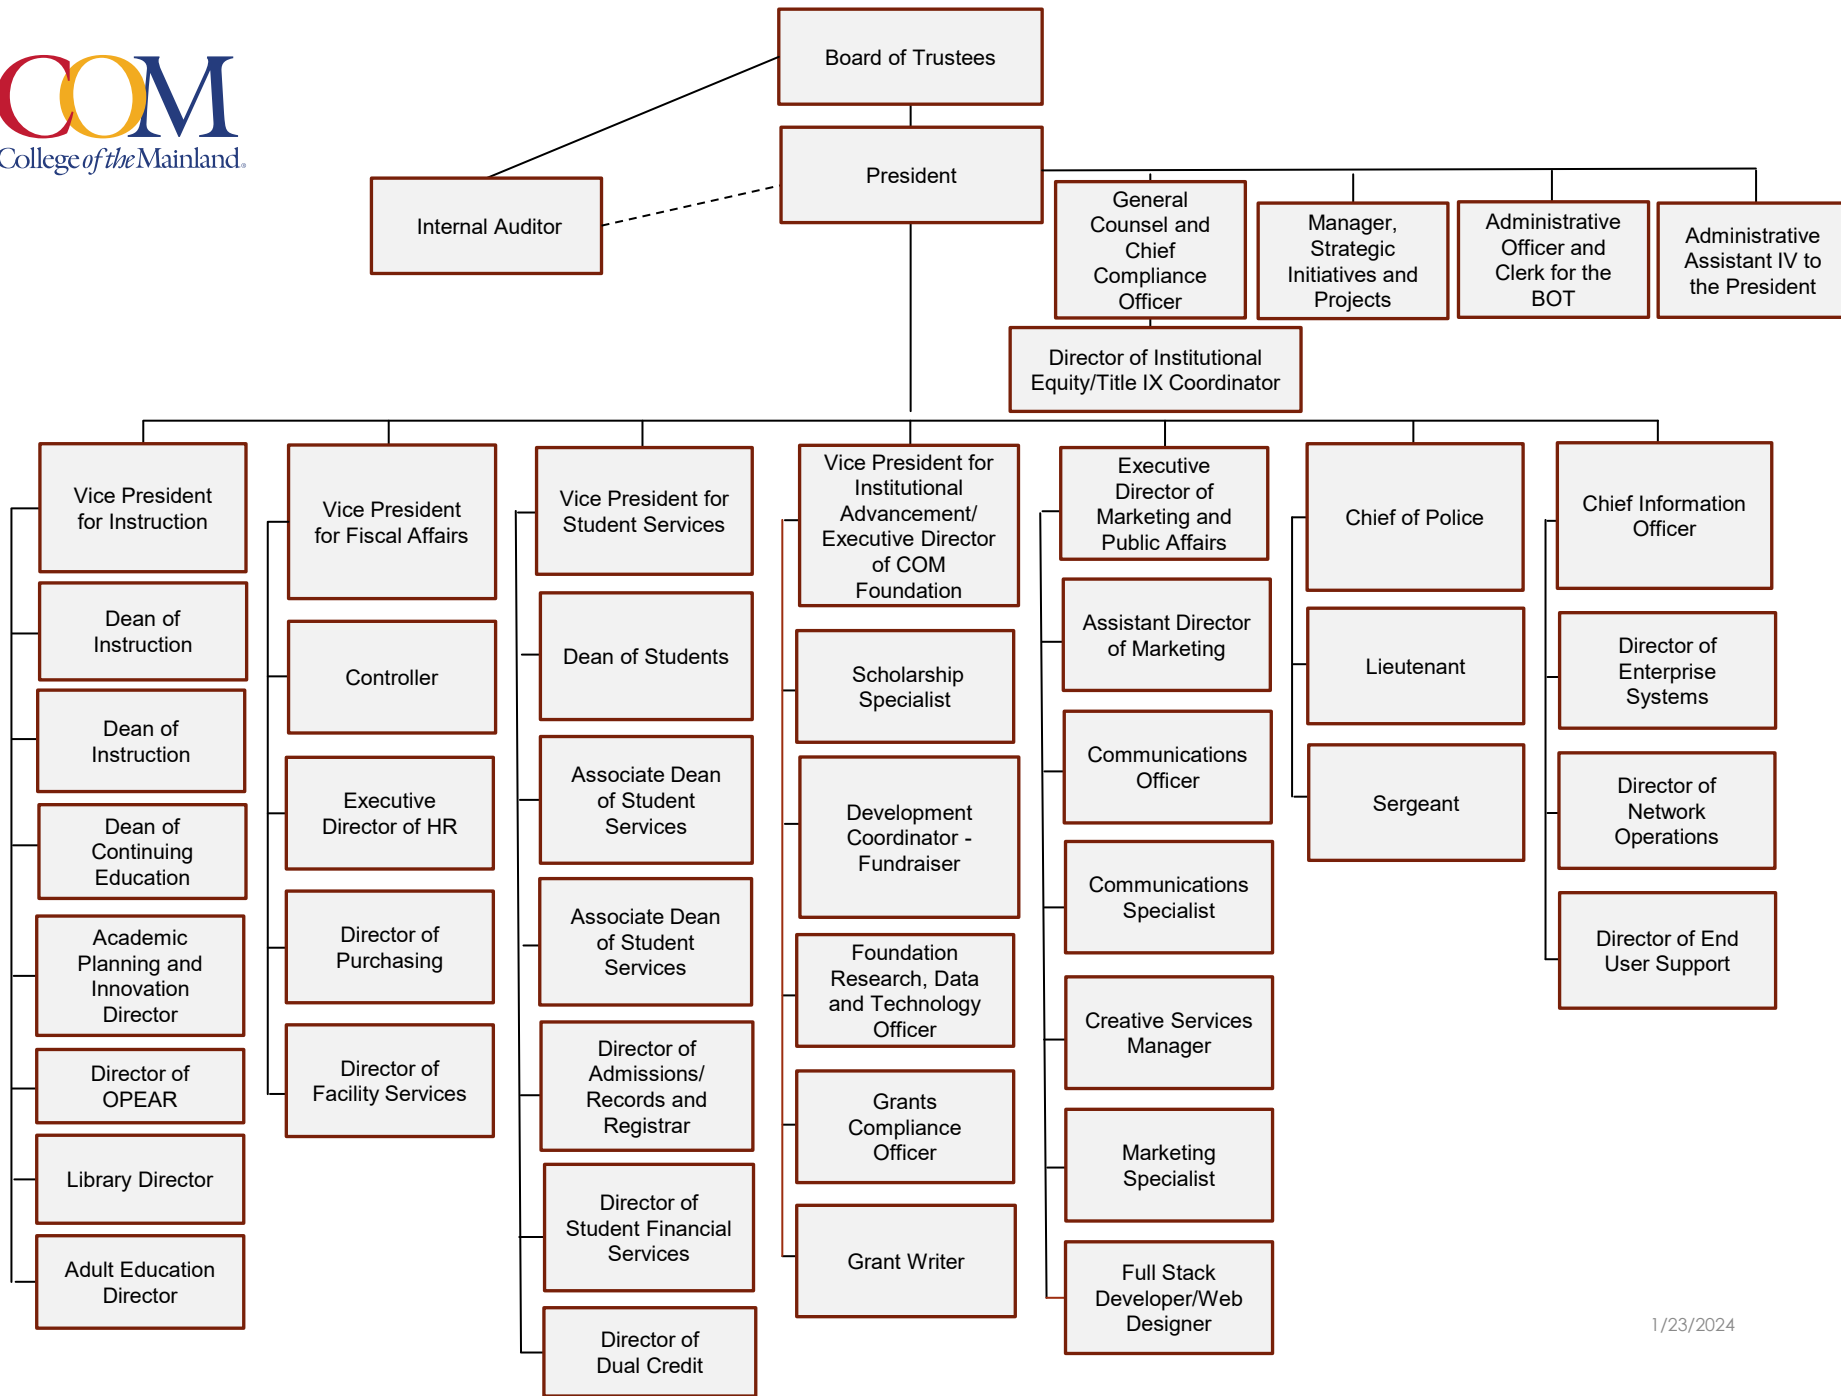 COM
College of the Mainland®
Board of Trustees
President
Internal Auditor
General
Counsel and
Chief
Compliance
Officer
Manager,
Strategic
Initiatives and
Projects
Administrative
Officer and
Clerk for the
BOT
Administrative
Assistant IV to
the President
Director of Institutional
Equity/Title IX Coordinator
Vice President
for Instruction
Dean of
Instruction
Dean of
Instruction
Dean of
Continuing
Education
Academic
Planning and
Innovation
Director
Director of
OPEAR
Library Director
Adult Education
Director
Vice President
for Fiscal Affairs
Controller
Executive
Director of HR
Director of
Purchasing
Director of
Facility Services
Vice President for
Student Services
Dean of Students
Associate Dean
of Student
Services
Associate Dean
of Student
Services
Director of
Admissions/
Records and
Registrar
Director of
Student Financial
Services
Director of
Dual Credit
Vice President for
Institutional
Advancement/
Executive Director
of COM
Foundation
Scholarship
Specialist
Development
Coordinator -
Fundraiser
Foundation
Research, Data
and Technology
Officer
Grants
Compliance
Officer
Grant Writer
Executive
Director of
Marketing and
Public Affairs
Assistant Director
of Marketing
Communications
Officer
Communications
Specialist
Creative Services
Manager
Marketing
Specialist
Full Stack
Developer/Web
Designer
Chief of Police
Lieutenant
Sergeant
Chief Information
Officer
Director of
Enterprise
Systems
Director of
Network
Operations
Director of End
User Support
1/23/2024